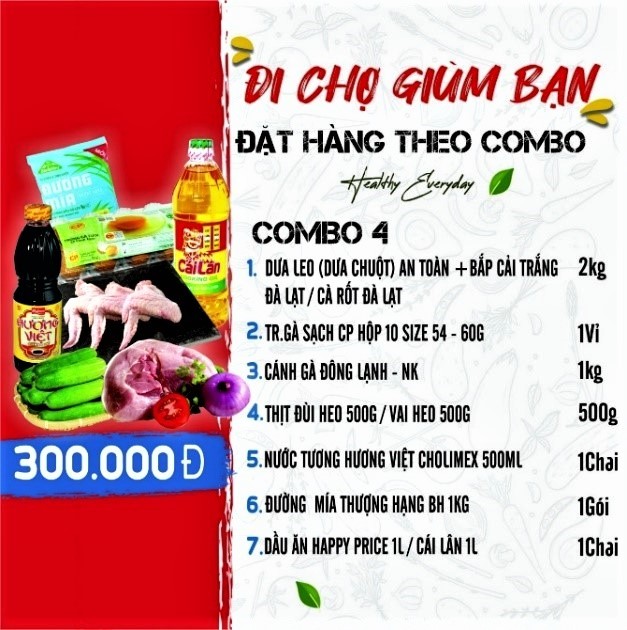 ĐI CHỢ GIÙM BẠN
ĐẶT HÀNG THEO COMBO
Healthy Everyday
COMBO 4
1. DƯA LEO (DƯA CHUỘT) AN TOÀN + BẮP CẢI TRẮNG 2kg
ĐÀ LẠT / CÀ RỐT ĐÀ LẠT
2. TR.GÀ SẠCH CP HỘP 10 SIZE 54 - 60G 1Vỉ
3. CÁNH GÀ ĐÔNG LẠNH - NK 1kg
4. THỊT ĐÙI HEO 500G / VAI HEO 500G 500g
5. NƯỚC TƯƠNG HƯƠNG VIỆT CHOLIMEX 500ML 1Chai
6. ĐƯỜNG MÍA THƯỢNG HẠNG BH 1KG 1Gói
7. DẦU ĂN HAPPY PRICE 1L / CÁI LÂN 1L 1Chai
ĐƯỜNG
MÍA
CP
Cái Lân
HƯƠNG
VIỆT
300.000 Đ